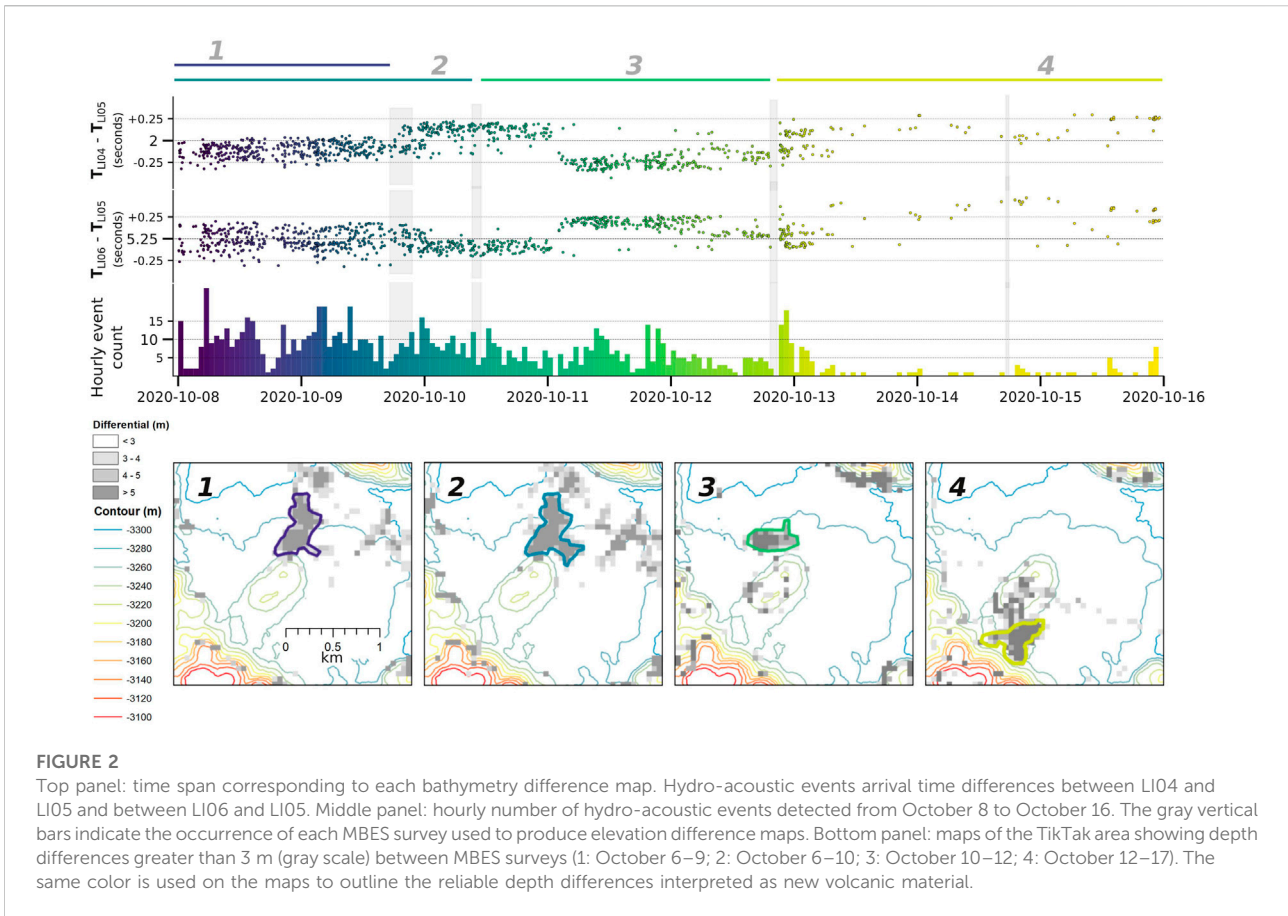 1
2
3
4
+0.25
2
-0.25
T_LI04 - T_LI05
(seconds)
+0.25
5.25
-0.25
T_LI06 - T_LI05
(seconds)
15
10
5
Hourly event
count
2020-10-08 2020-10-09 2020-10-10 2020-10-11 2020-10-12 2020-10-13 2020-10-14 2020-10-15 2020-10-16
Differential (m)
< 3
3 - 4
4 - 5
> 5
Contour (m)
-3300
-3280
-3260
-3240
-3220
-3200
-3180
-3160
-3140
-3120
-3100
1
0 0.5 1
km
2
3
4
FIGURE 2
Top panel: time span corresponding to each bathymetry difference map. Hydro-acoustic events arrival time differences between LI04 and
LI05 and between LI06 and LI05. Middle panel: hourly number of hydro-acoustic events detected from October 8 to October 16. The gray vertical
bars indicate the occurrence of each MBES survey used to produce elevation difference maps. Bottom panel: maps of the TikTak area showing depth
differences greater than 3 m (gray scale) between MBES surveys (1: October 6–9; 2: October 6–10; 3: October 10–12; 4: October 12–17). The
same color is used on the maps to outline the reliable depth differences interpreted as new volcanic material.